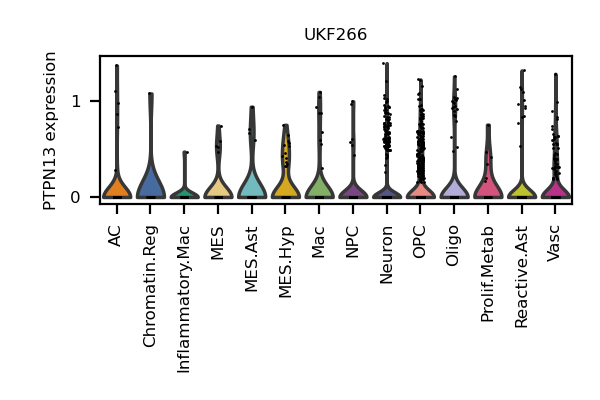 UKF266
PTPN13 expression
1
0
AC
Chromatin.Reg
Inflammatory.Mac
MES
MES.Ast
MES.Hyp
Mac
NPC
Neuron
OPC
Oligo
Prolif.Metab
Reactive.Ast
Vasc